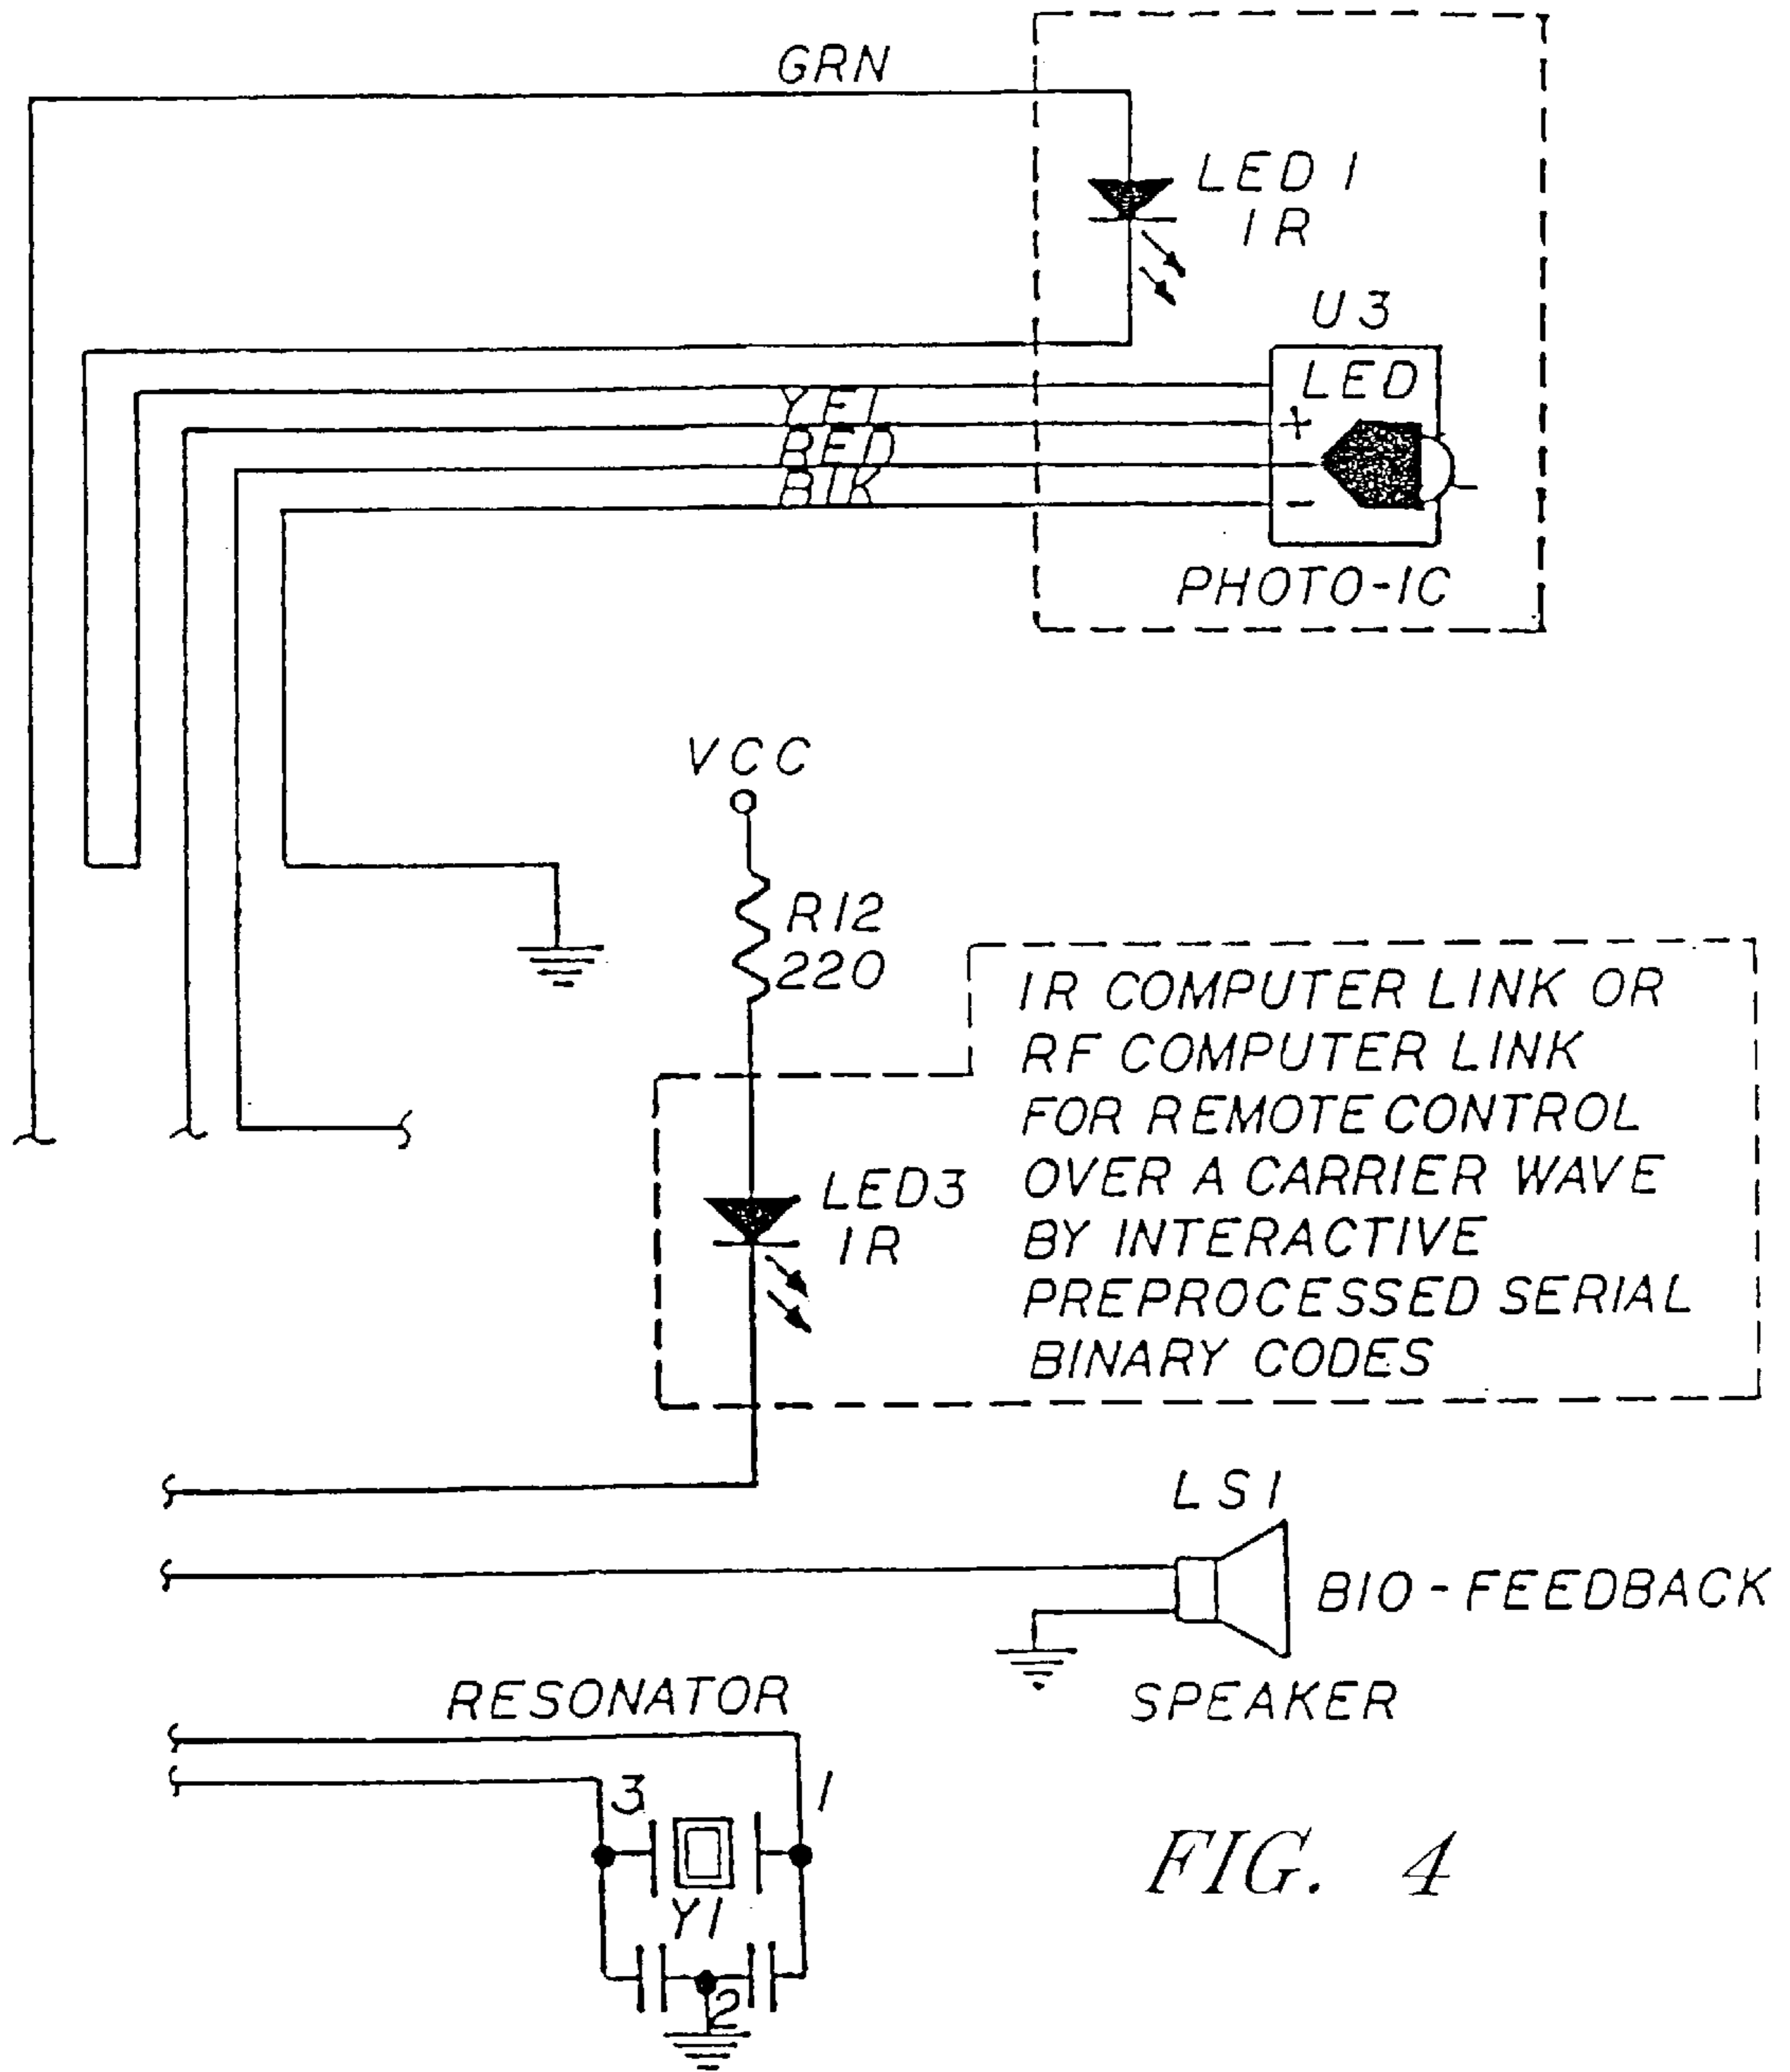 GRN
LED 1
IR
U3
LED
YEL
+
RED
BLK
-
PHOTO-IC
VCC
R12
220
IR COMPUTER LINK OR
RF COMPUTER LINK
FOR REMOTE CONTROL
OVER A CARRIER WAVE
BY INTERACTIVE
PREPROCESSED SERIAL
BINARY CODES
LED3
IR
LS1
BIO-FEEDBACK
SPEAKER
RESONATOR
3
1
Y1
2
FIG. 4